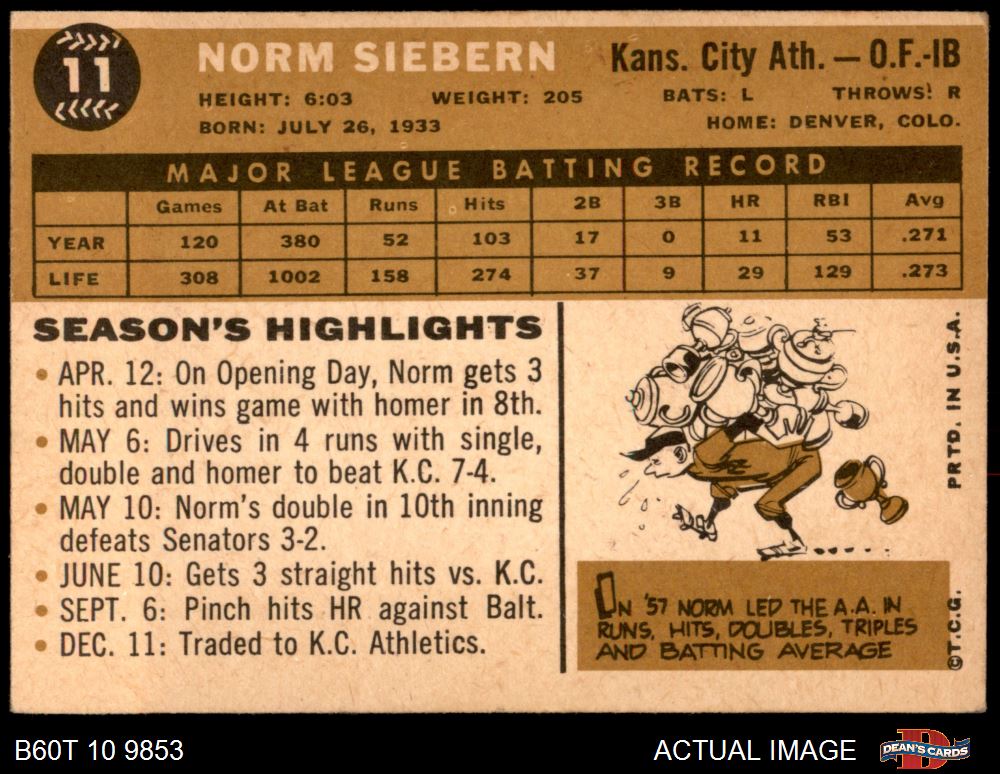 11
NORM SIEBERN
Kans. City Ath. — O.F.-1B
HEIGHT: 6:03 WEIGHT: 205 BATS: L THROWS: R
BORN: JULY 26, 1933 HOME: DENVER, COLO.
MAJOR LEAGUE BATTING RECORD
Games At Bat Runs Hits 2B 3B HR RBI Avg
YEAR 120 380 52 103 17 0 11 53 .271
LIFE 308 1002 158 274 37 9 29 129 .273
SEASON'S HIGHLIGHTS
• APR. 12: On Opening Day, Norm gets 3
hits and wins game with homer in 8th.
• MAY 6: Drives in 4 runs with single,
double and homer to beat K.C. 7-4.
• MAY 10: Norm's double in 10th inning
defeats Senators 3-2.
• JUNE 10: Gets 3 straight hits vs. K.C.
• SEPT. 6: Pinch hits HR against Balt.
• DEC. 11: Traded to K.C. Athletics.
ON '57 NORM LED THE A.A. IN
RUNS, HITS, DOUBLES, TRIPLES
AND BATTING AVERAGE
©T.C.G. PRTD. IN U.S.A.
B60T 10 9853 ACTUAL IMAGE
DEAN'S CARDS